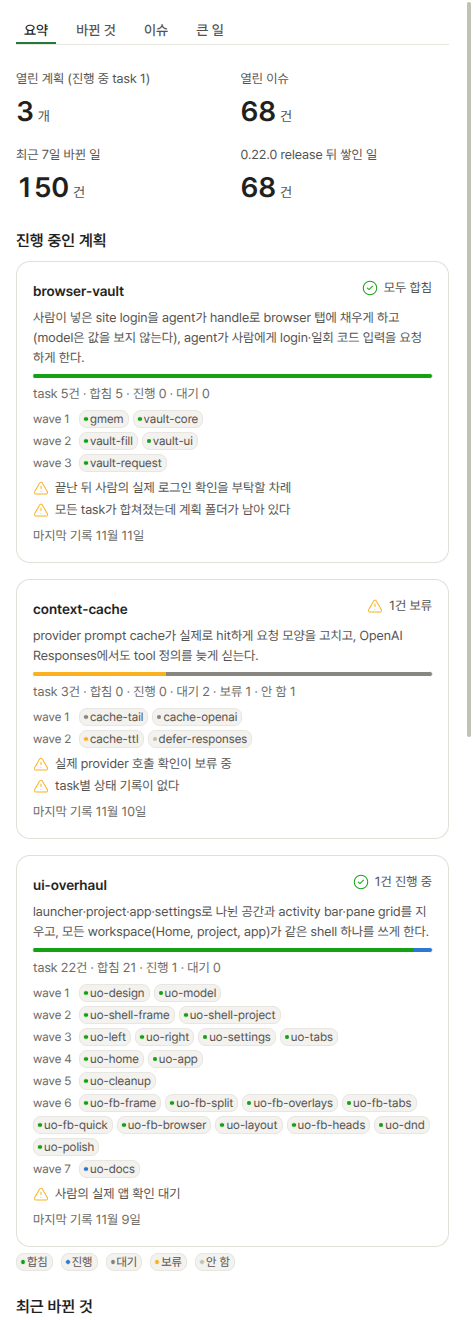 요약 바뀐 것 이슈 큰 일
열린 계획 (진행 중 task 1)
3 개
열린 이슈
68 건
최근 7일 바뀐 일
150 건
0.22.0 release 뒤 쌓인 일
68 건
진행 중인 계획
browser-vault
모두 합침
사람이 넣은 site login을 agent가 handle로 browser 탭에 채우게 하고
(model은 값을 보지 않는다), agent가 사람에게 login·일회 코드 입력을 요청
하게 한다.
task 5건 · 합침 5 · 진행 0 · 대기 0
wave 1 gmem vault-core
wave 2 vault-fill vault-ui
wave 3 vault-request
끝난 뒤 사람의 실제 로그인 확인을 부탁할 차례
모든 task가 합쳐졌는데 계획 폴더가 남아 있다
마지막 기록 11월 11일
context-cache
1건 보류
provider prompt cache가 실제로 hit하게 요청 모양을 고치고, OpenAI
Responses에서도 tool 정의를 늦게 싣는다.
task 3건 · 합침 0 · 진행 0 · 대기 2 · 보류 1 · 안 함 1
wave 1 cache-tail cache-openai
wave 2 cache-ttl defer-responses
실제 provider 호출 확인이 보류 중
task별 상태 기록이 없다
마지막 기록 11월 10일
ui-overhaul
1건 진행 중
launcher·project·app·settings로 나뉜 공간과 activity bar·pane grid를 지
우고, 모든 workspace(Home, project, app)가 같은 shell 하나를 쓰게 한다.
task 22건 · 합침 21 · 진행 1 · 대기 0
wave 1 uo-design uo-model
wave 2 uo-shell-frame uo-shell-project
wave 3 uo-left uo-right uo-settings uo-tabs
wave 4 uo-home uo-app
wave 5 uo-cleanup
wave 6 uo-fb-frame uo-fb-split uo-fb-overlays uo-fb-tabs
uo-fb-quick uo-fb-browser uo-layout uo-fb-heads uo-dnd
uo-polish
wave 7 uo-docs
사람의 실제 앱 확인 대기
마지막 기록 11월 9일
합침 진행 대기 보류 안 함
최근 바뀐 것